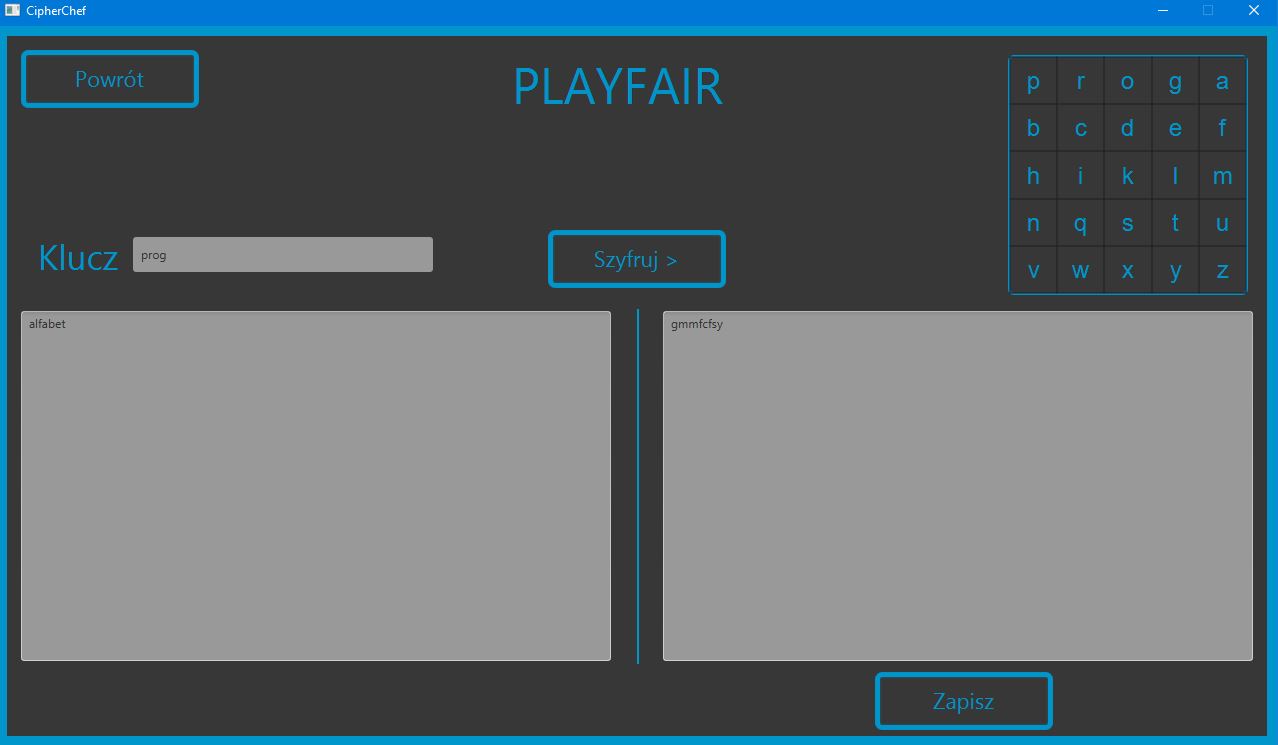 CipherChef
Powrót
PLAYFAIR
p r o g a
b c d e f
h i k l m
n q s t u
v w x y z
Klucz
prog
Szyfruj >
alfabet
gmmfcfsy
Zapisz